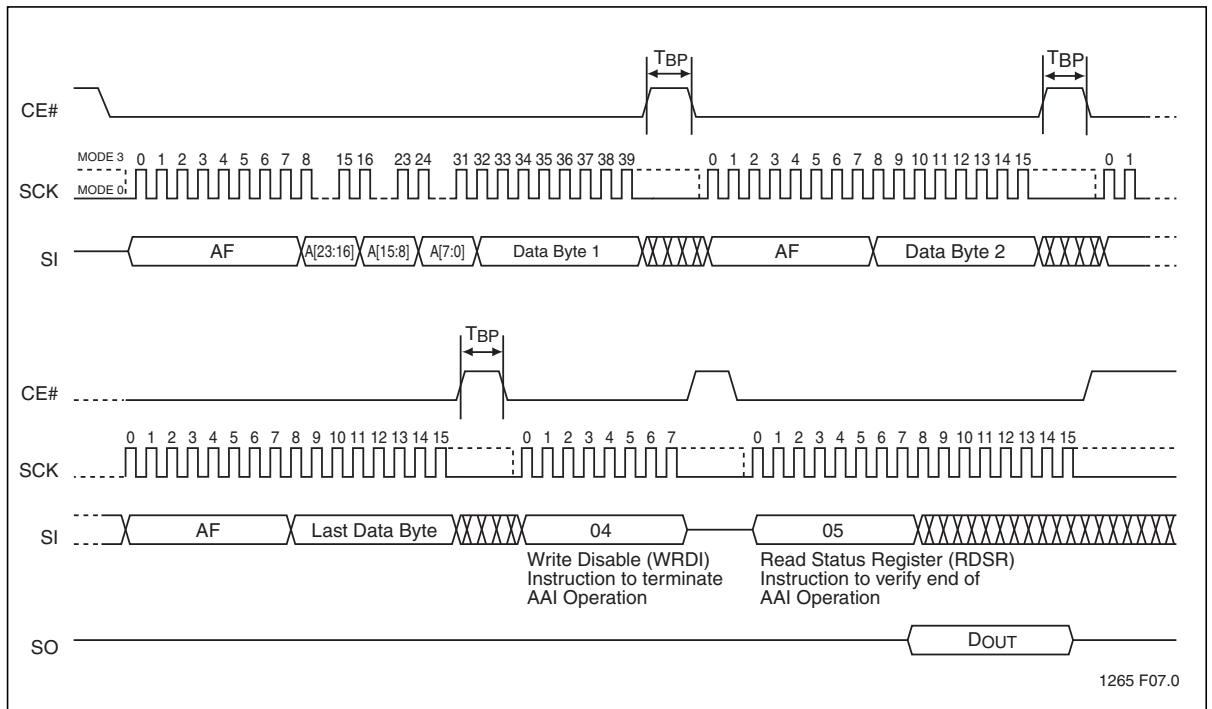 TBP TBP
CE#
MODE 3 0 1 2 3 4 5 6 7 8 15 16 23 24 31 32 33 34 35 36 37 38 39 0 1 2 3 4 5 6 7 8 9 10 11 12 13 14 15 0 1
SCK MODE 0
SI AF A[23:16] A[15:8] A[7:0] Data Byte 1 AF Data Byte 2
TBP
CE#
0 1 2 3 4 5 6 7 8 9 10 11 12 13 14 15 0 1 2 3 4 5 6 7 0 1 2 3 4 5 6 7 8 9 10 11 12 13 14 15
SCK
SI AF Last Data Byte 04 05
Write Disable (WRDI)
Instruction to terminate
AAI Operation
Read Status Register (RDSR)
Instruction to verify end of
AAI Operation
SO DOUT
1265 F07.0